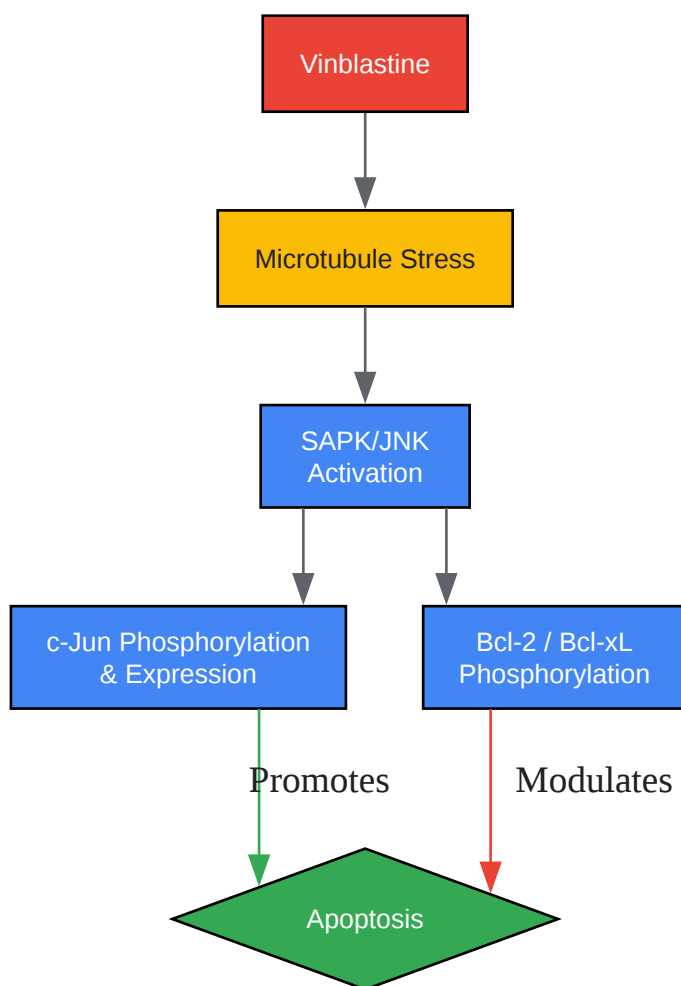 Vinblastine
Microtubule Stress
SAPK/JNK
Activation
c-Jun Phosphorylation
& Expression
Bcl-2 / Bcl-xL
Phosphorylation
Promotes
Modulates
Apoptosis